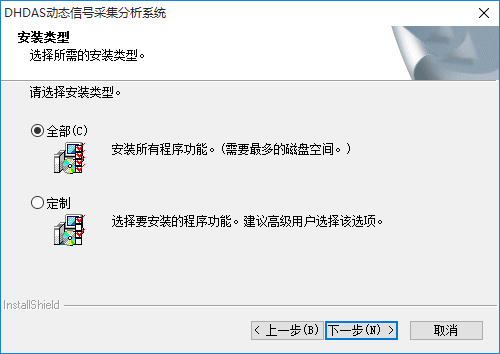 DHDAS动态信号采集分析系统
安装类型
选择所需的安装类型。
请选择安装类型。
全部(C)
安装所有程序功能。(需要最多的磁盘空间。)
定制
选择要安装的程序功能。建议高级用户选择该选项。
InstallShield
< 上一步(B)
下一步(N) >
取消